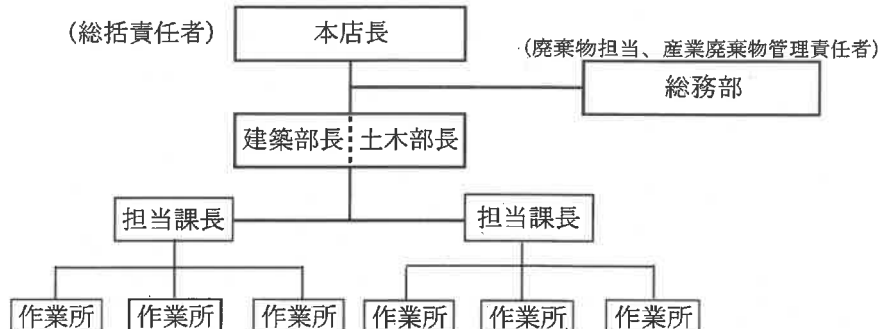 (総括責任者)
本店長
(廃棄物担当、産業廃棄物管理責任者)
総務部
建築部長 土木部長
担当課長 担当課長
作業所 作業所 作業所 作業所 作業所 作業所